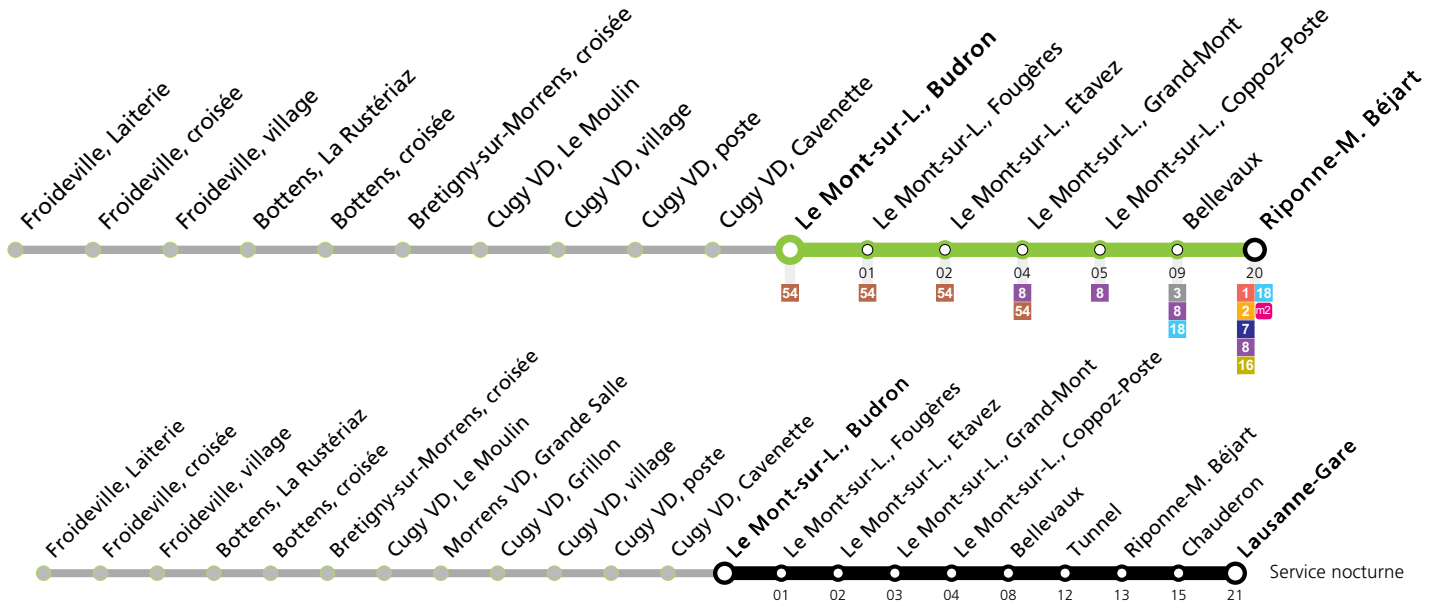 Froideville, Laiterie
Froideville, croisée
Froideville, village
Bottens, La Rustériaz
Bottens, croisée
Bretigny-sur-Morrens, croisée
Cugy VD, Le Moulin
Cugy VD, village
Cugy VD, poste
Cugy VD, Cavenette
Le Mont-sur-L., Budron
Le Mont-sur-L., Fougères
Le Mont-sur-L., Etavez
Le Mont-sur-L., Grand-Mont
Le Mont-sur-L., Coppoz-Poste
Bellevaux
Riponne-M. Béjart
01 02 04 05 09 20
54 54 54 8 8 3 1 18
54 8 2 m2
18 7
8
16
Froideville, Laiterie
Froideville, croisée
Froideville, village
Bottens, La Rustériaz
Bottens, croisée
Bretigny-sur-Morrens, croisée
Cugy VD, Le Moulin
Morrens VD, Grande Salle
Cugy VD, Grillon
Cugy VD, village
Cugy VD, poste
Cugy VD, Cavenette
Le Mont-sur-L., Budron
Le Mont-sur-L., Fougères
Le Mont-sur-L., Etavez
Le Mont-sur-L., Grand-Mont
Le Mont-sur-L., Coppoz-Poste
Bellevaux
Tunnel
Riponne-M. Béjart
Chauderon
Lausanne-Gare
Service nocturne
01 02 03 04 08 12 13 15 21